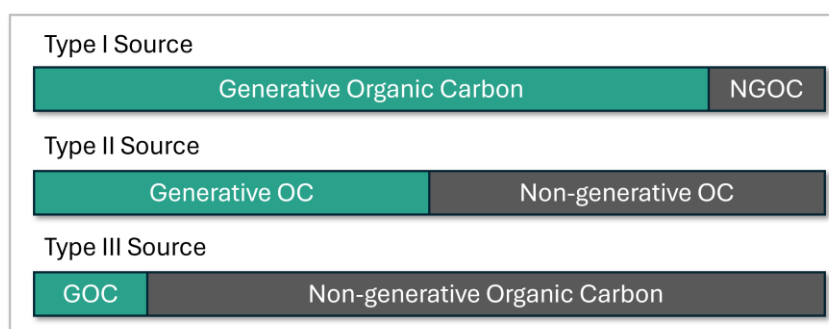 Type I Source
Generative Organic Carbon NGOC
Type II Source
Generative OC Non-generative OC
Type III Source
GOC Non-generative Organic Carbon